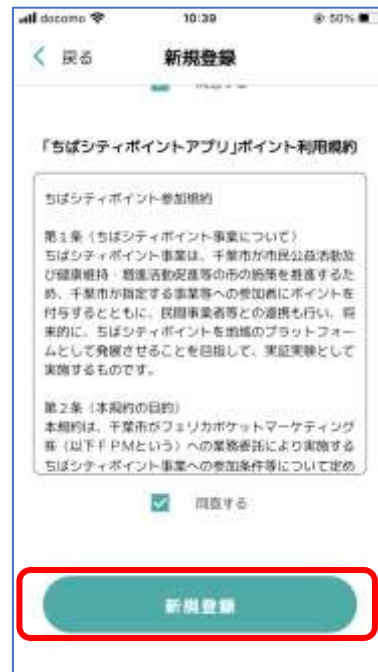 docomo 10:39 50%
戻る 新規登録
「ちばシティポイントアプリ」ポイント利用規約
ちばシティポイント参加規約
第1条(ちばシティポイント事業について)
ちばシティポイント事業は、千葉市が市民公益活動及
び健康維持・増進活動促進等の市の施策を推進するた
め、千葉市が指定する事業等への参加者にポイントを
付与するとともに、民間事業者等との連携も行い、将
来的に、ちばシティポイントを地域のプラットフォー
ムとして発展させることを目指して、実証実験として
実施するものです。
第2条(本規約の目的)
本規約は、千葉市がフェリカポケットマーケティング
㈱(以下FPMという)への業務委託により実施する
ちばシティポイント事業への参加条件等について定め
同意する
新規登録